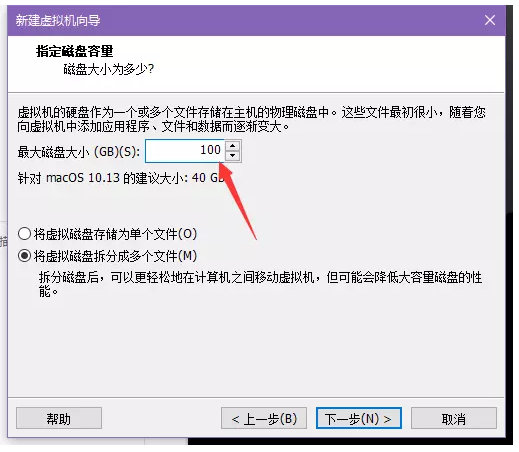 新建虚拟机向导
指定磁盘容量
磁盘大小为多少?
虚拟机的硬盘作为一个或多个文件存储在主机的物理磁盘中。这些文件最初很小，随着您
向虚拟机中添加应用程序、文件和数据而逐渐变大。
最大磁盘大小 (GB)(S): 100
针对 macOS 10.13 的建议大小: 40 GB
将虚拟磁盘存储为单个文件(O)
将虚拟磁盘拆分成多个文件(M)
拆分磁盘后，可以更轻松地在计算机之间移动虚拟机，但可能会降低大容量磁盘的性
能。
帮助 < 上一步(B) 下一步(N) > 取消